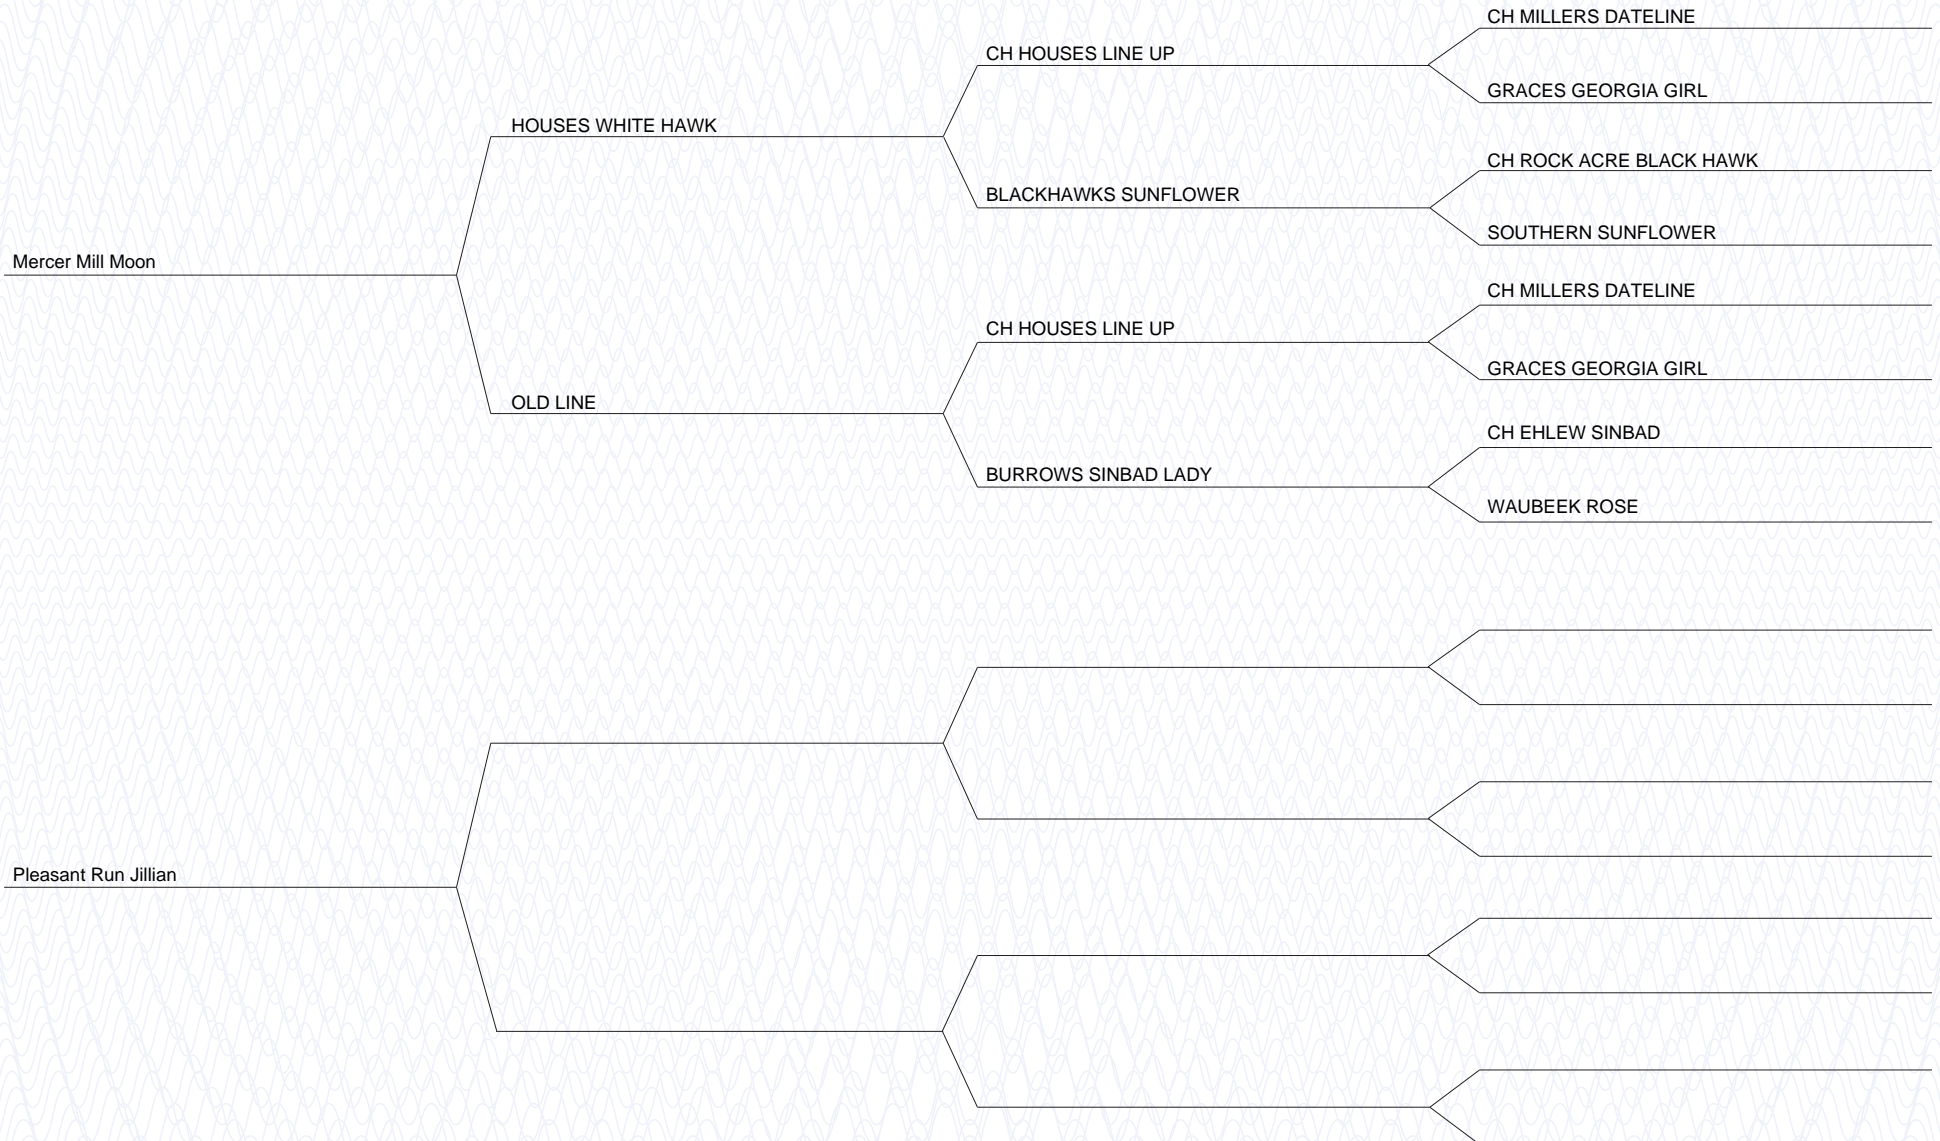 CH MILLERS DATELINE
CH HOUSES LINE UP
GRACES GEORGIA GIRL
HOUSES WHITE HAWK
CH ROCK ACRE BLACK HAWK
BLACKHAWKS SUNFLOWER
SOUTHERN SUNFLOWER
Mercer Mill Moon
CH MILLERS DATELINE
CH HOUSES LINE UP
GRACES GEORGIA GIRL
OLD LINE
CH EHLEW SINBAD
BURROWS SINBAD LADY
WAUBEEK ROSE
Pleasant Run Jillian